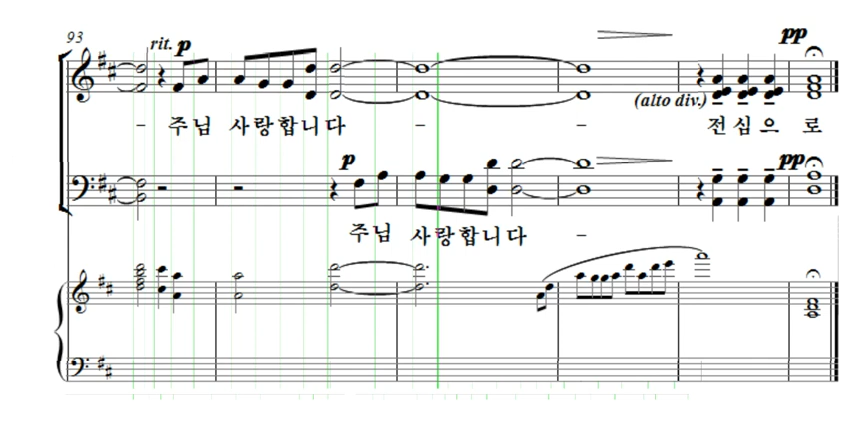 93
rit. p
pp
(alto div.)
- 주님 사랑합니다 - - 전심으 로
p
pp
주님 사랑합니다 -